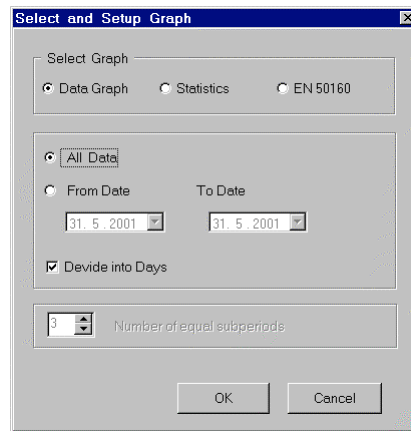 Select and Setup Graph
Select Graph
Data Graph Statistics EN 50160
All Data
From Date To Date
31. 5 . 2001 31. 5 . 2001
Devide into Days
3 Number of equal subperiods
OK Cancel